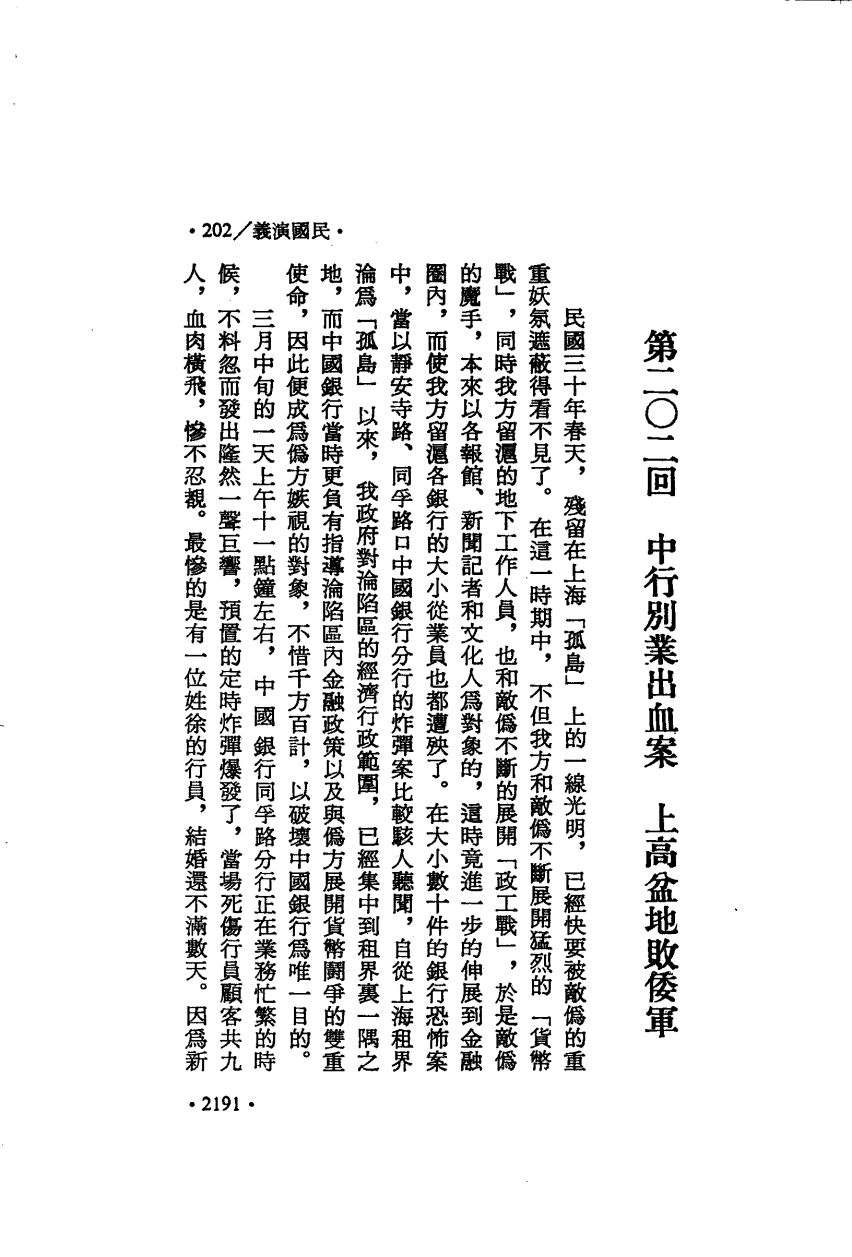 ・202／義演國民・
第二〇二回　中行別業出血案　上高盆地敗倭軍
民國三十年春天，殘留在上海「孤島」上的一線光明，已經快要被敵僞的重
重妖氛遮蔽得看不見了。在這一時期中，不但我方和敵僞不斷展開猛烈的「貨幣
戰」，同時我方留滬的地下工作人員，也和敵僞不斷的展開「政工戰」，於是敵僞
的魔手，本來以各報館、新聞記者和文化人爲對象的，這時竟進一步的伸展到金融
圈內，而使我方留滬各銀行的大小從業員也都遭殃了。在大小數十件的銀行恐怖案
中，當以靜安寺路、同孚路口中國銀行分行的炸彈案比較駭人聽聞，自從上海租界
淪爲「孤島」以來，我政府對淪陷區的經濟行政範圍，已經集中到租界裏一隅之
地，而中國銀行當時更負有指導淪陷區內金融政策以及與僞方展開貨幣鬪爭的雙重
使命，因此便成爲僞方嫉視的對象，不惜千方百計，以破壞中國銀行爲唯一目的。
三月中旬的一天上午十一點鐘左右，中國銀行同孚路分行正在業務忙繁的時
侯，不料忽而發出隆然一聲巨響，預置的定時炸彈爆發了，當場死傷行員顧客共九
人，血肉橫飛，慘不忍覩。最慘的是有一位姓徐的行員，結婚還不滿數天。因爲新
・2191・